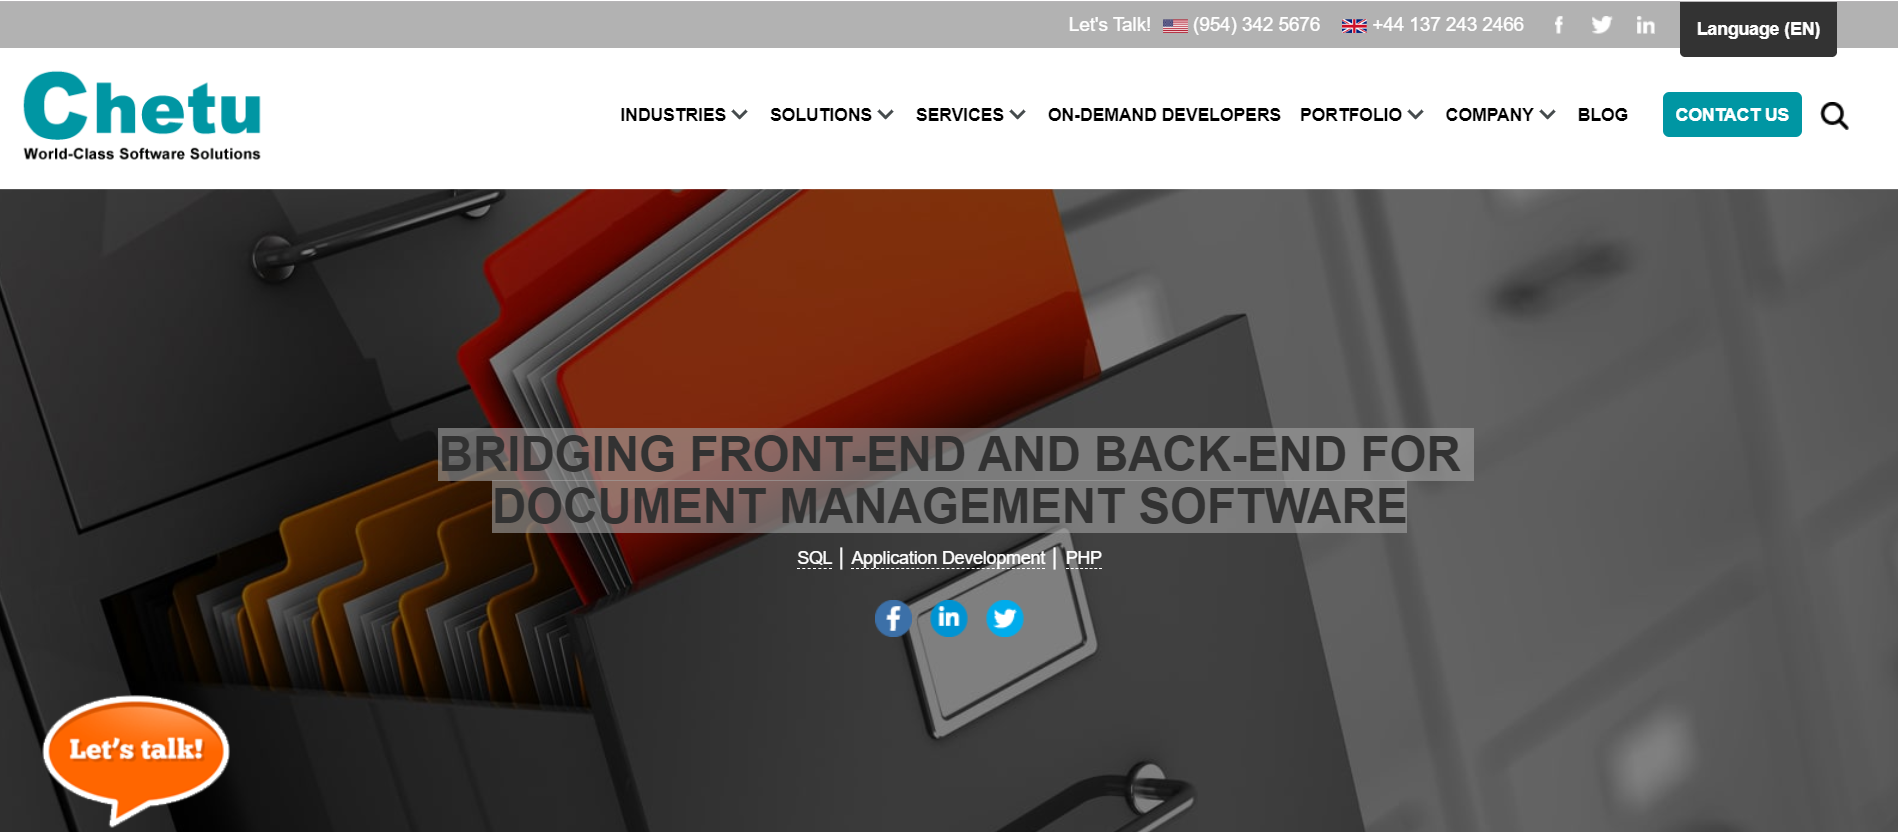 Let's Talk! (954) 342 5676 +44 137 243 2466 f in Language (EN)
Chetu
World-Class Software Solutions
INDUSTRIES SOLUTIONS SERVICES ON-DEMAND DEVELOPERS PORTFOLIO COMPANY BLOG CONTACT US
BRIDGING FRONT-END AND BACK-END FOR
DOCUMENT MANAGEMENT SOFTWARE
SQL | Application Development | PHP
f in
Let's talk!